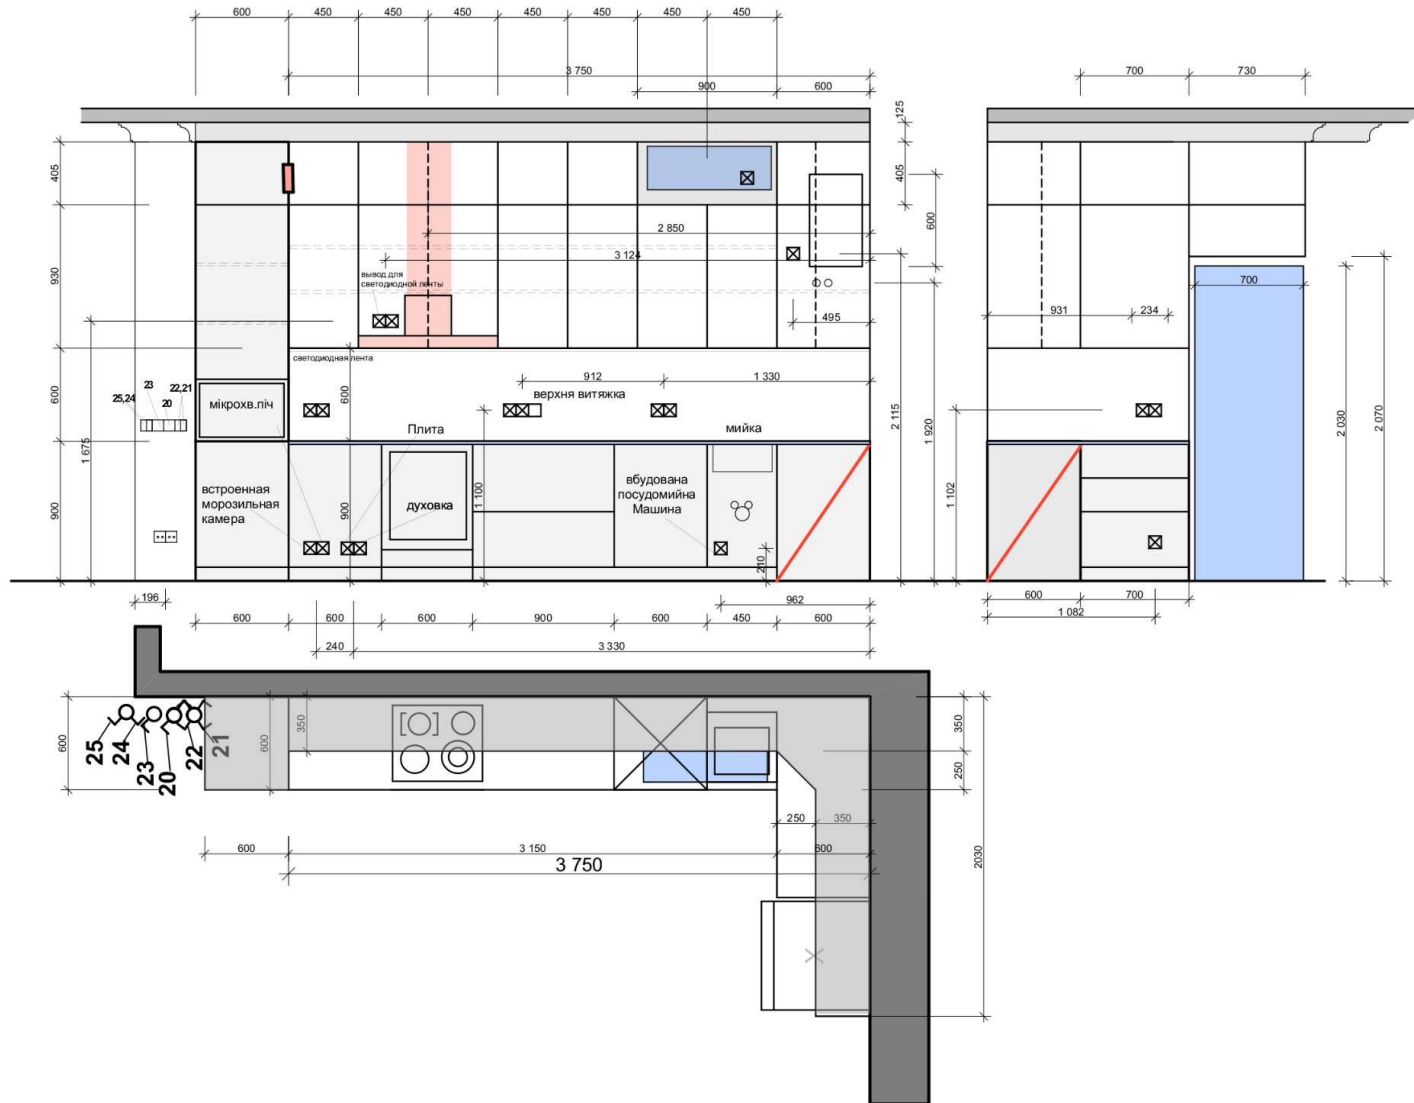 600 450 450 450 450 450 450 450
3 750
900 600
700 730
125
405
405
405
600
2 850
3 124
930
вывод для
светодиодной ленты
700
495
931 234
светодиодная лента
23 22,21
25,24 20
мікрохв.піч
600
600
912 1 330
верхня витяжка
Плита
мийка
1 675
2 115
1 920
2 030
2 070
встроенная
морозильная
камера
духовка
вбудована
посудомийна
Машина
900
900
1 100
1 102
210
196
962
600 600 600 900 600 450 600
600 700
1 082
240 3 330
600
350
600
350
250
25
24
23
20
22
21
250 350
600 3 150 600
3 750
2030